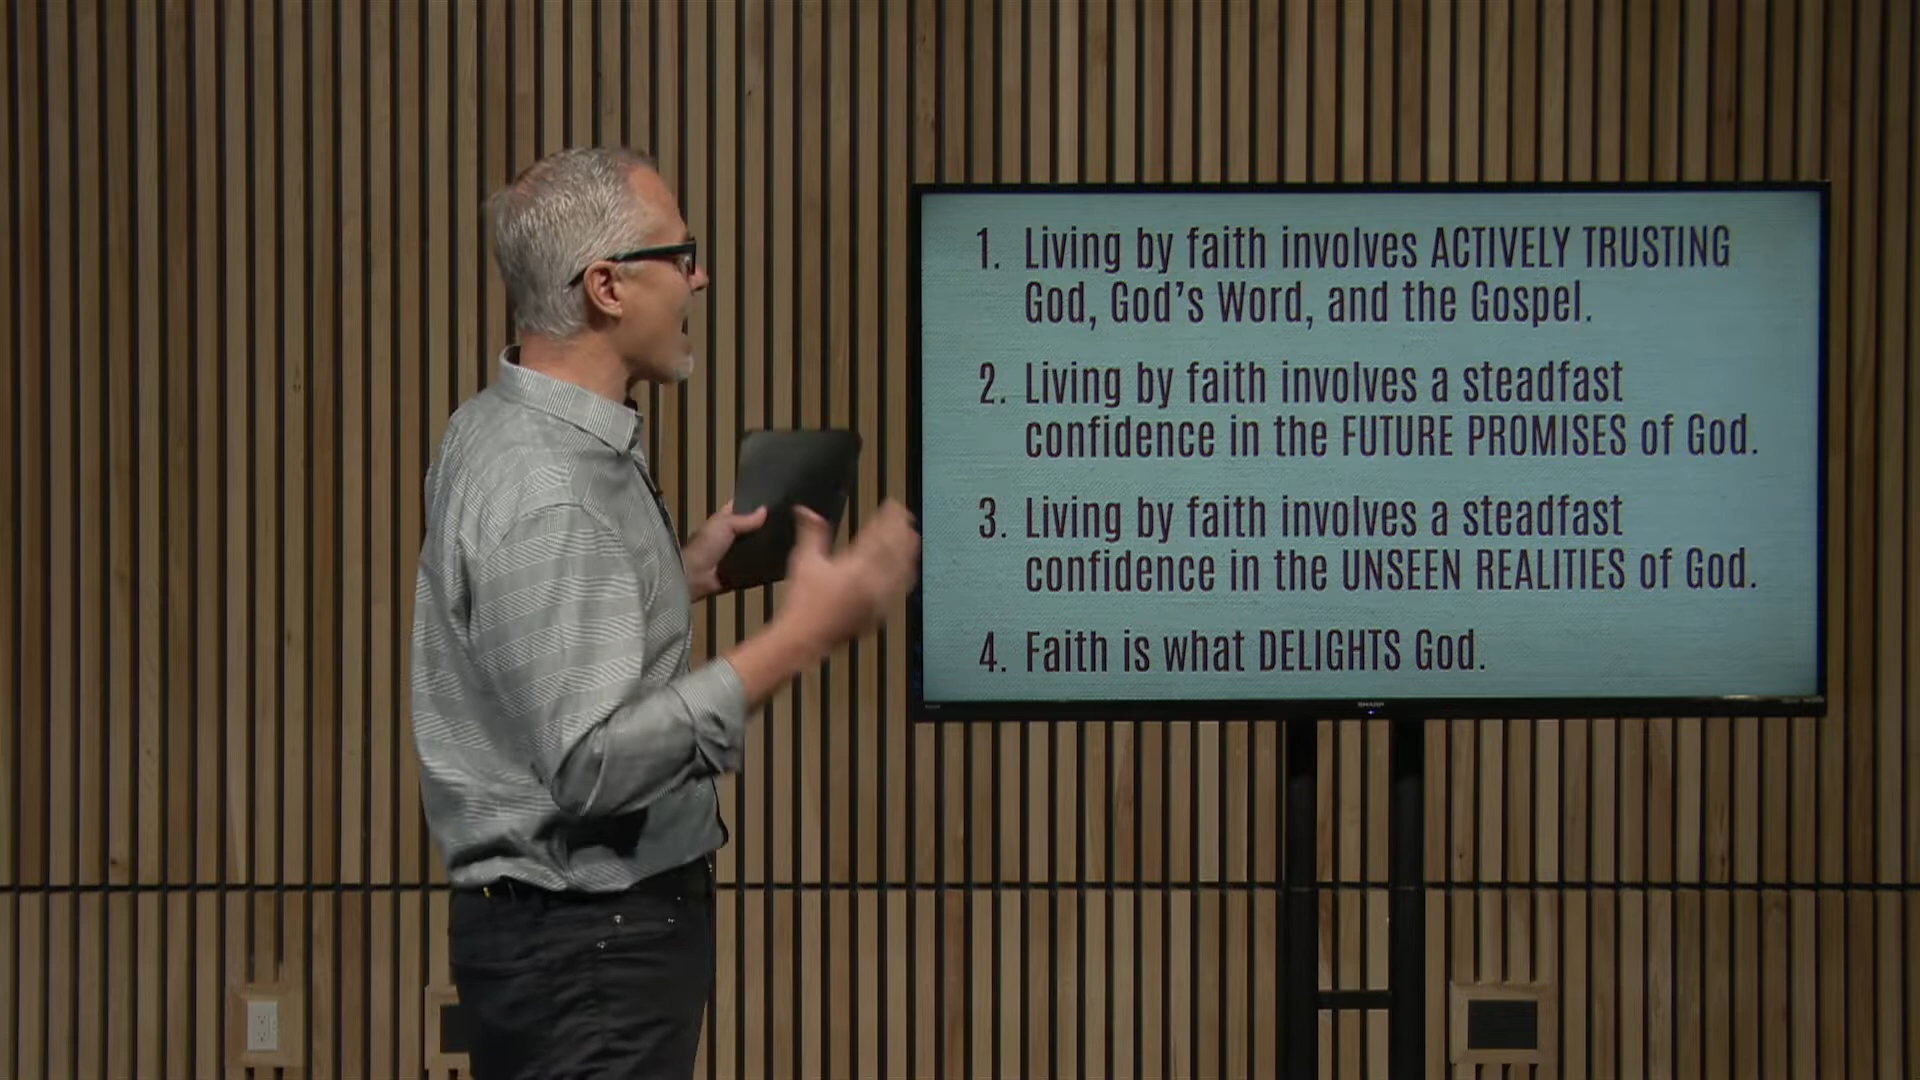 1. Living by faith involves ACTIVELY TRUSTING
God, God's Word, and the Gospel.
2. Living by faith involves a steadfast
confidence in the FUTURE PROMISES of God.
3. Living by faith involves a steadfast
confidence in the UNSEEN REALITIES of God.
4. Faith is what DELIGHTS God.
SHARP